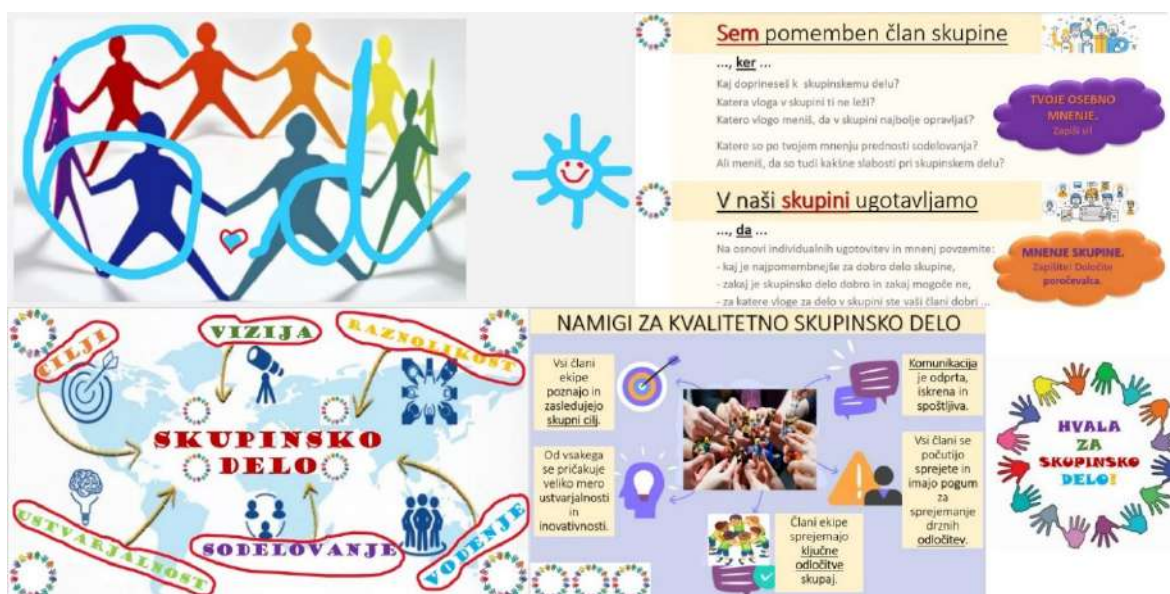 6.d
Sem pomemben član skupine
..., ker ...
Kaj doprineseš k skupinskemu delu?
Katera vloga v skupini ti ne leži?
Katero vlogo meniš, da v skupini najbolje opravljaš?
Katere so po tvojem mnenju prednosti sodelovanja?
Ali meniš, da so tudi kakšne slabosti pri skupinskem delu?
TVOJE OSEBNO
MNENJE.
Zapiši si!
V naši skupini ugotavljamo
..., da ...
Na osnovi individualnih ugotovitev in mnenj povzemite:
- kaj je najpomembnejše za dobro delo skupine,
- zakaj je skupinsko delo dobro in zakaj mogoče ne,
- za katere vloge za delo v skupini ste vaši člani dobri ...
MNENJE SKUPINE.
Zapišite! Določite
poročevalca.
CILJI
VIZIJA
RAZNOLIKOST
SKUPINSKO
DELO
USTVARJALNOST
SODELOVANJE
VODENJE
NAMIGI ZA KVALITETNO SKUPINSKO DELO
Vsi člani
ekipe
poznajo in
zasledujejo
skupni cilj.
Od vsakega
se pričakuje
veliko mero
ustvarjalnosti
in
inovativnosti.
Komunikacija
je odprta,
iskrena in
spoštljiva.
Vsi člani se
počutijo
sprejete in
imajo pogum
za
sprejemanje
drznih
odločitev.
Člani ekipe
sprejemajo
ključne
odločitve
skupaj.
HVALA
ZA
SKUPINSKO
DELO!